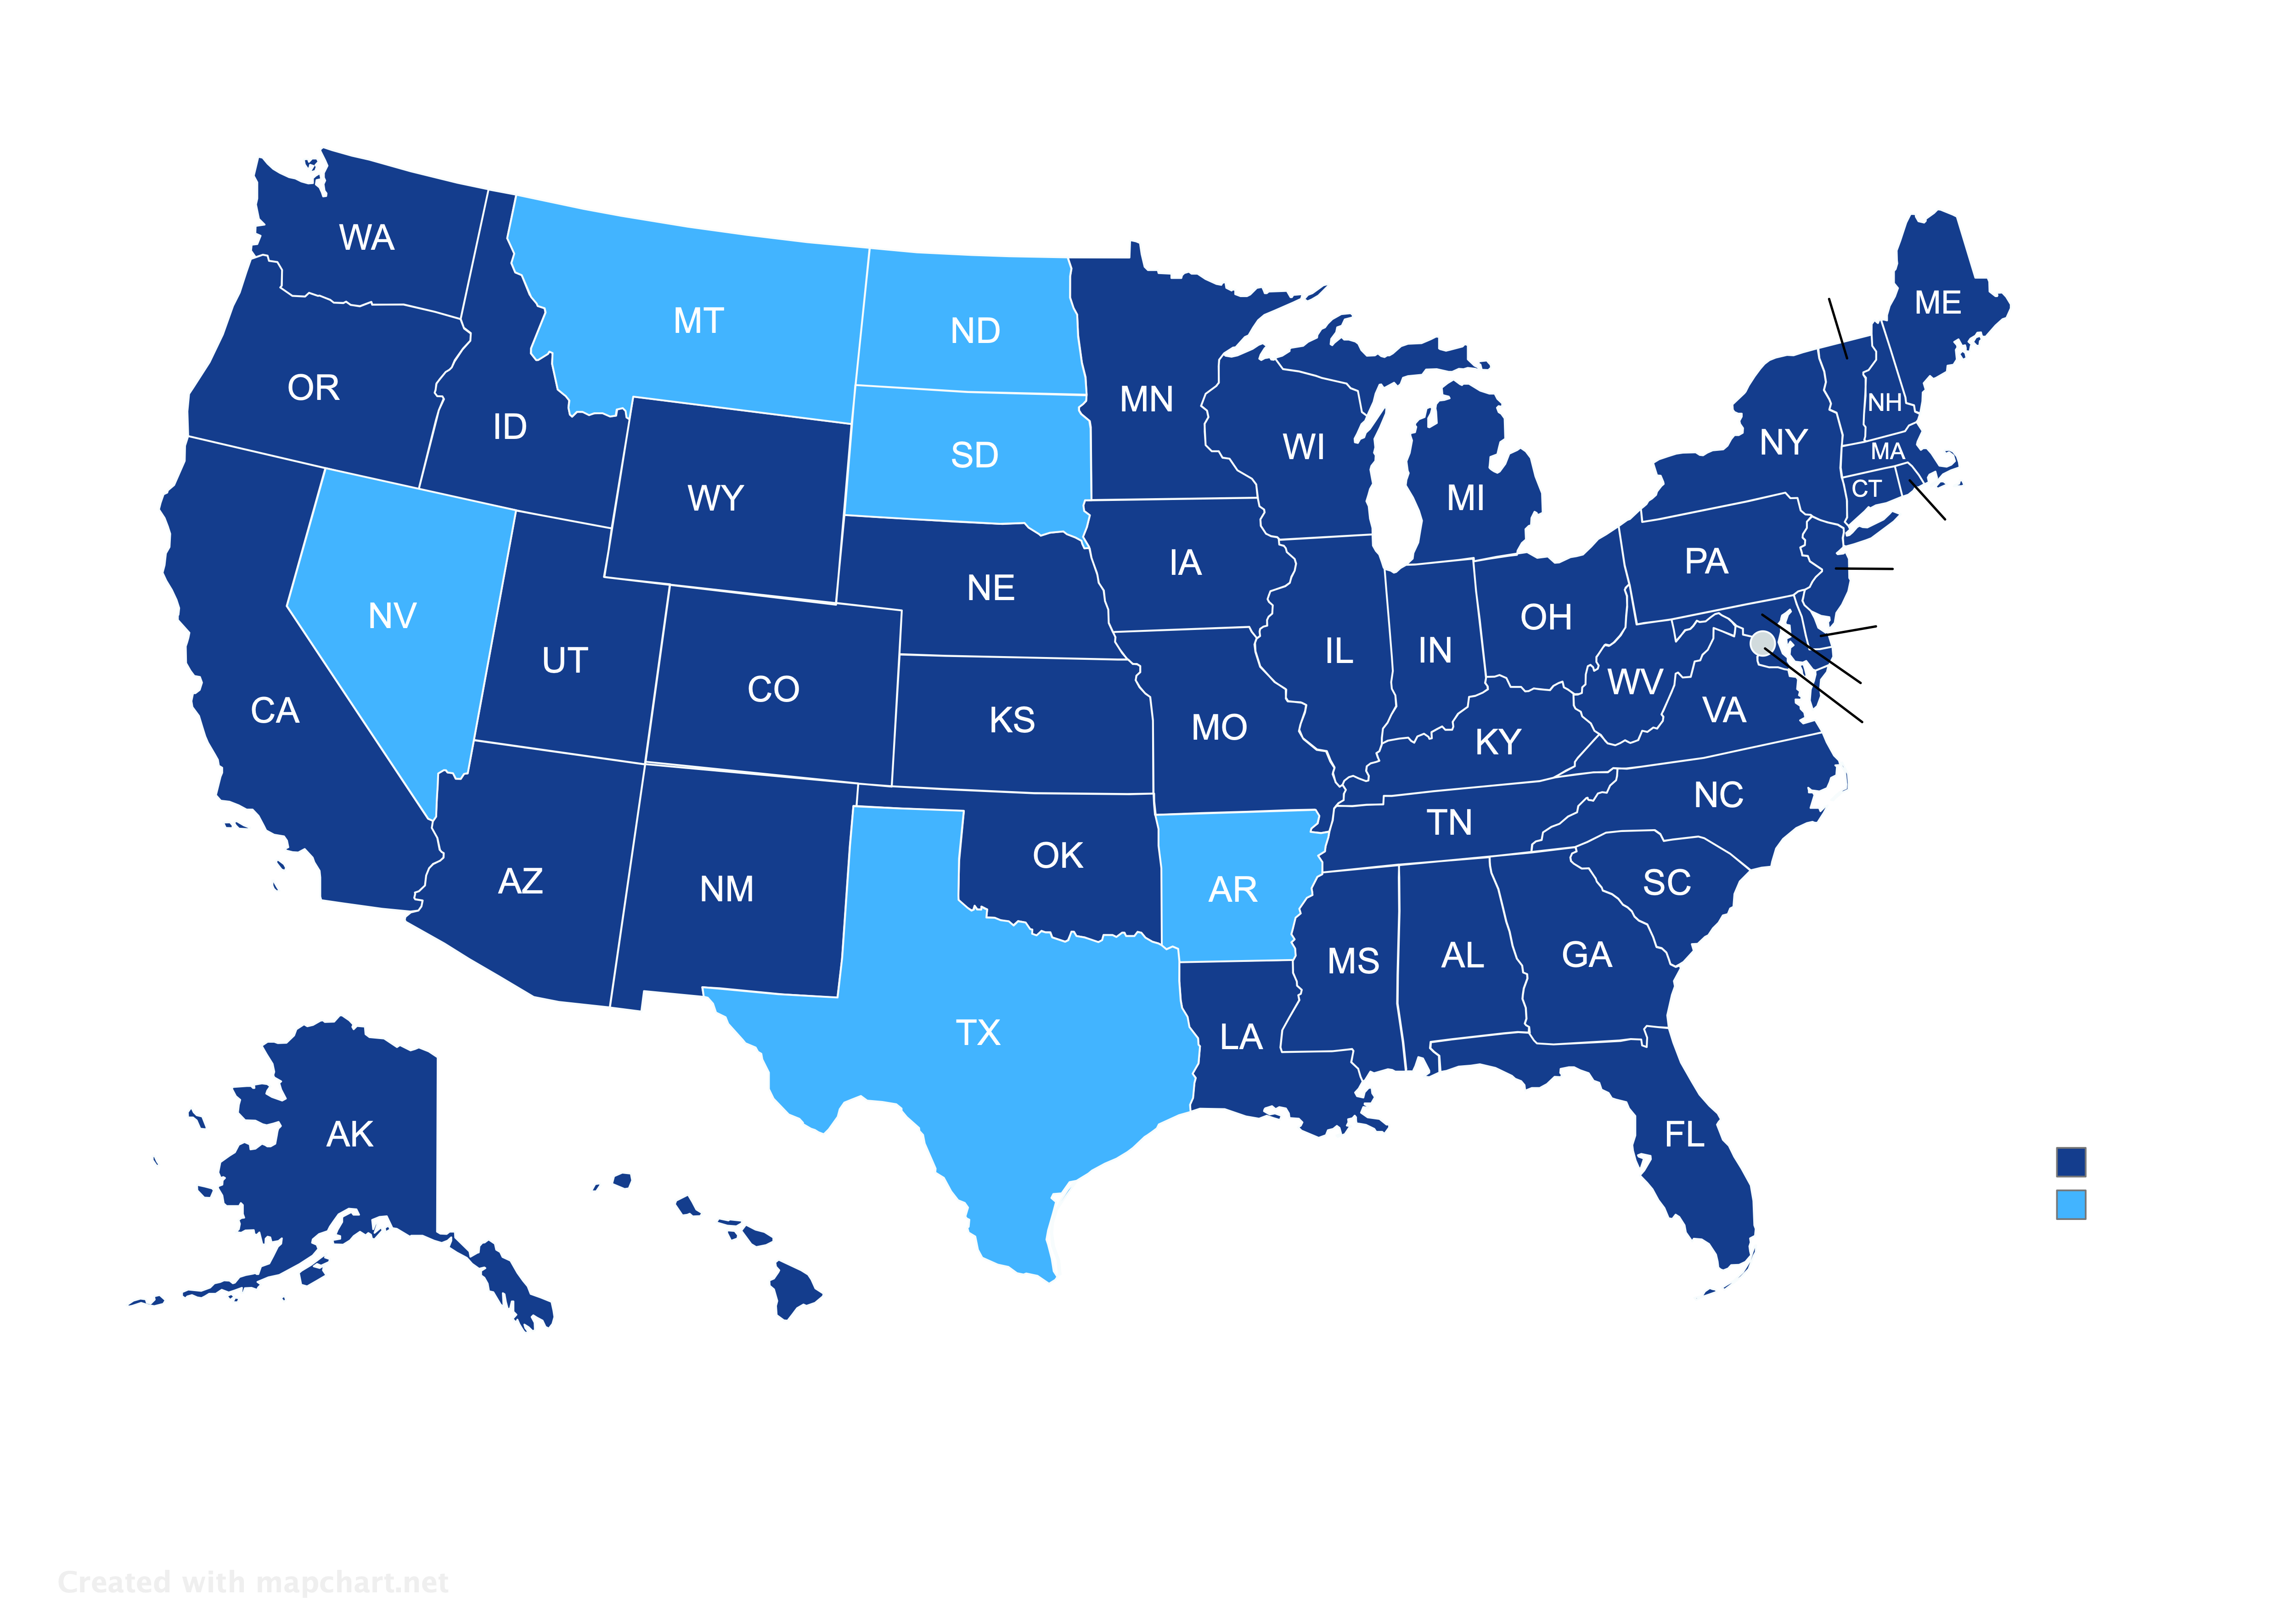 WA
MT
ND
ME
OR
ID
MN
NH
SD
WI
NY
MA
WY
MI
CT
IA
PA
NE
NV
OH
UT
IL
IN
CO
WV
CA
KS
MO
VA
KY
NC
TN
OK
AZ
NM
AR
SC
MS
AL
GA
TX
LA
AK
FL
Created with mapchart.net